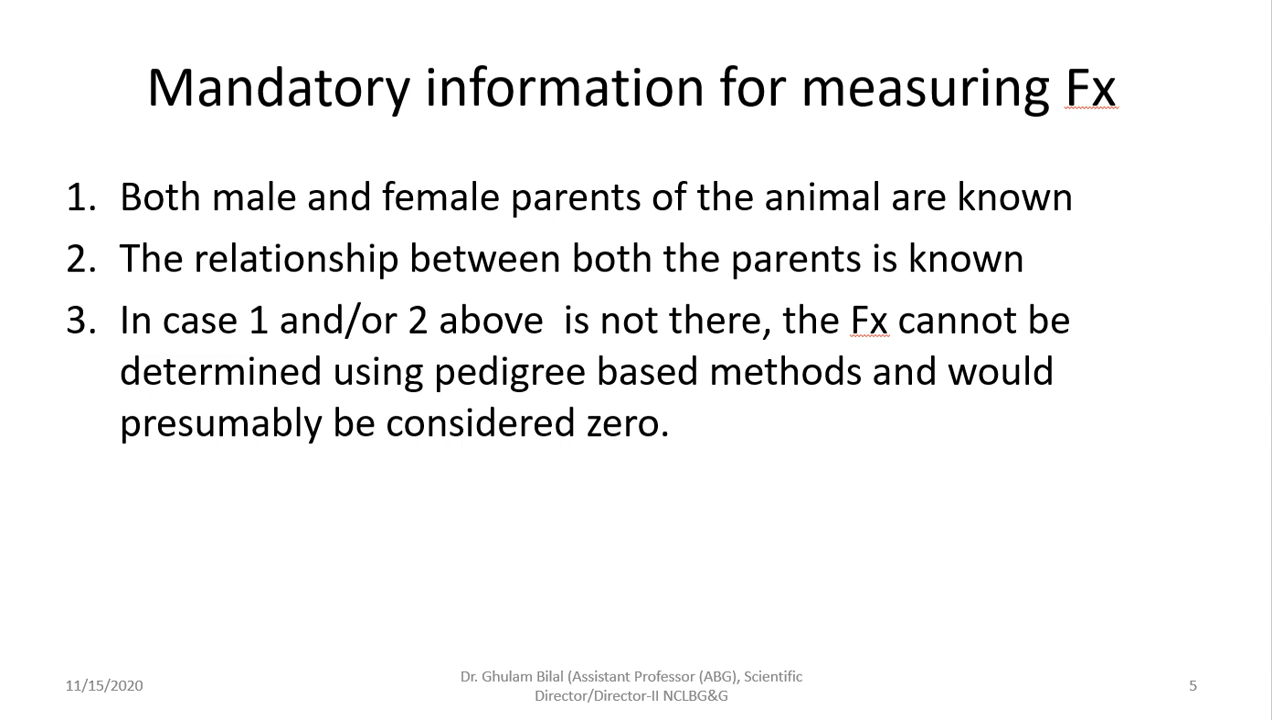 Mandatory information for measuring Fx
1. Both male and female parents of the animal are known
2. The relationship between both the parents is known
3. In case 1 and/or 2 above  is not there, the Fx cannot be
determined using pedigree based methods and would
presumably be considered zero.
11/15/2020
Dr. Ghulam Bilal (Assistant Professor (ABG), Scientific
Director/Director-II NCLBG&G
5